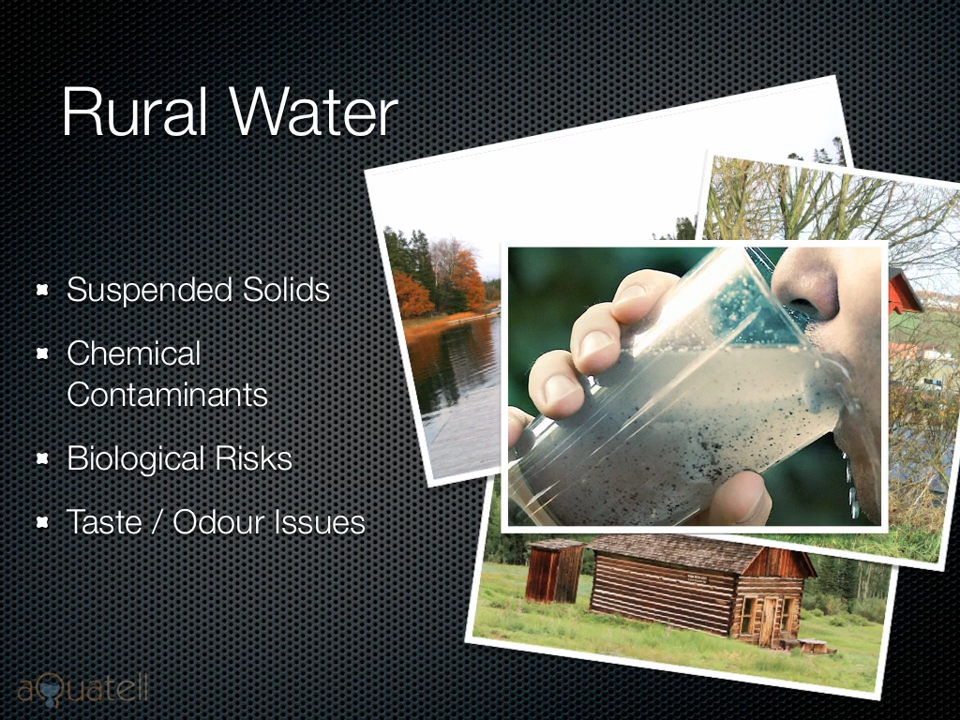 Rural Water
Suspended Solids
Chemical
Contaminants
Biological Risks
Taste / Odour Issues
aQuatell